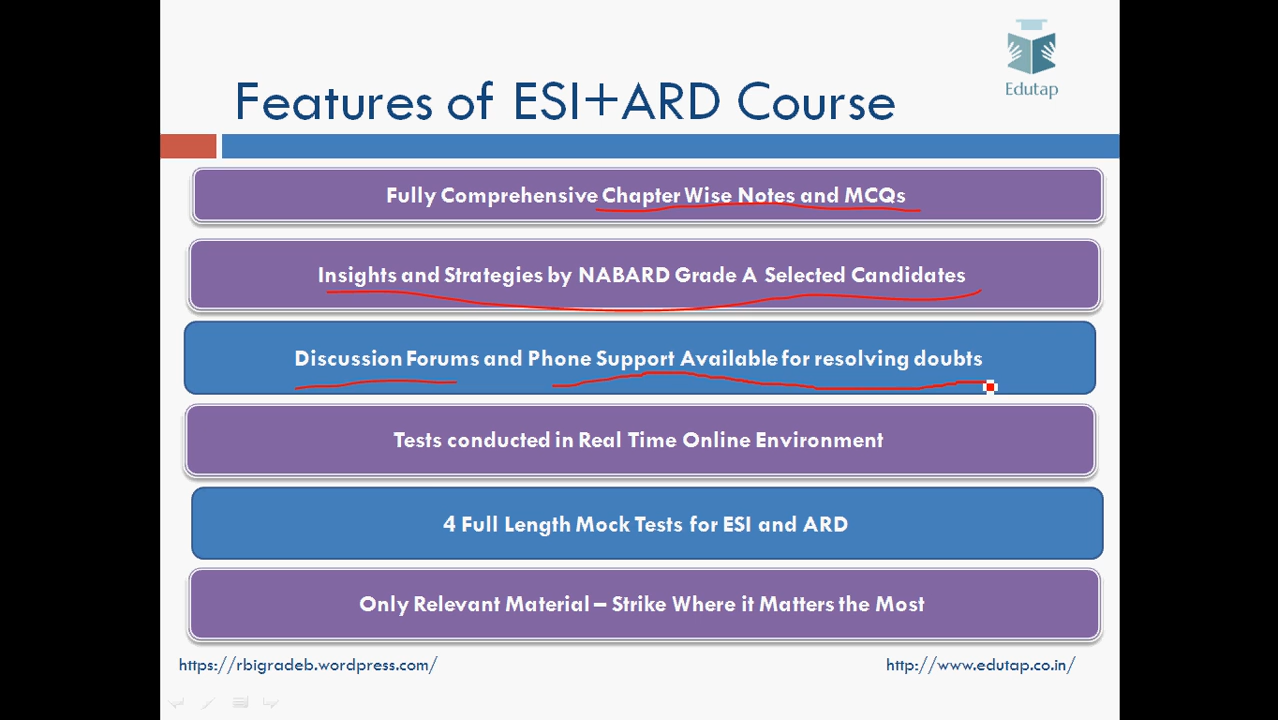 Edutap
Features of ESI+ARD Course
Fully Comprehensive Chapter Wise Notes and MCQs
Insights and Strategies by NABARD Grade A Selected Candidates
Discussion Forums and Phone Support Available for resolving doubts
Tests conducted in Real Time Online Environment
4 Full Length Mock Tests for ESI and ARD
Only Relevant Material – Strike Where it Matters the Most
https://rbigradeb.wordpress.com/
http://www.edutap.co.in/